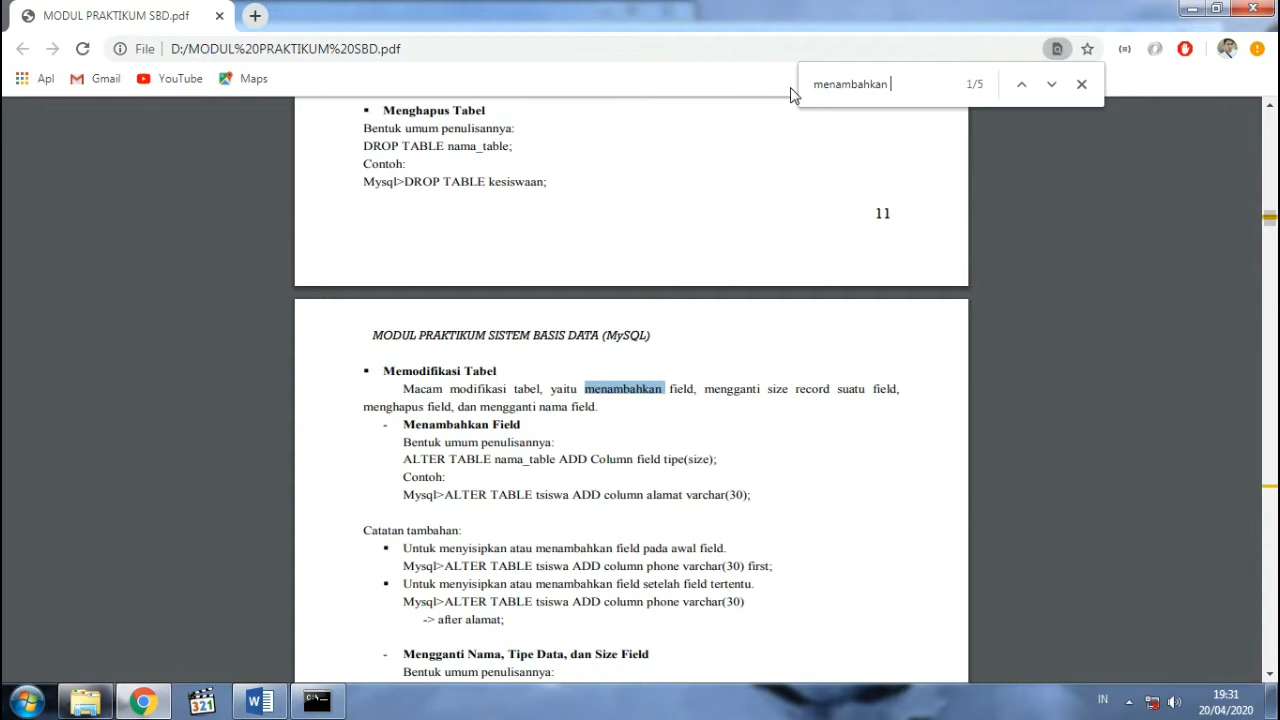 MODUL PRAKTIKUM SBD.pdf
File D:/MODUL%20PRAKTIKUM%20SBD.pdf
Apl Gmail YouTube Maps
menambahkan 1/5
Menghapus Tabel
Bentuk umum penulisannya:
DROP TABLE nama_table;
Contoh:
Mysql>DROP TABLE kesiswaan;
11
MODUL PRAKTIKUM SISTEM BASIS DATA (MySQL)
▪ Memodifikasi Tabel
Macam modifikasi tabel, yaitu menambahkan field, mengganti size record suatu field,
menghapus field, dan mengganti nama field.
- Menambahkan Field
Bentuk umum penulisannya:
ALTER TABLE nama_table ADD Column field tipe(size);
Contoh:
Mysql>ALTER TABLE tsiswa ADD column alamat varchar(30);
Catatan tambahan:
▪ Untuk menyisipkan atau menambahkan field pada awal field.
Mysql>ALTER TABLE tsiswa ADD column phone varchar(30) first;
▪ Untuk menyisipkan atau menambahkan field setelah field tertentu.
Mysql>ALTER TABLE tsiswa ADD column phone varchar(30)
-> after alamat;
- Mengganti Nama, Tipe Data, dan Size Field
Bentuk umum penulisannya:
IN 19:31
20/04/2020